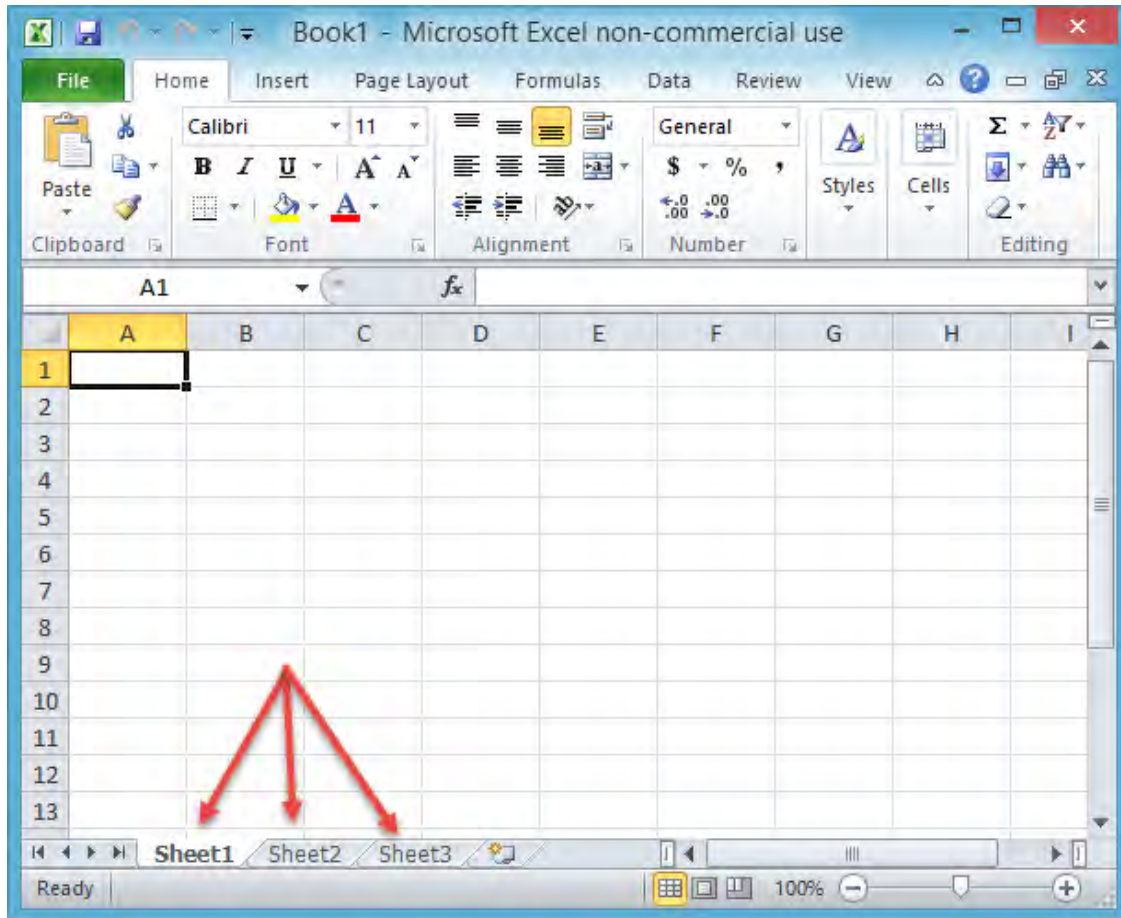 Book1 - Microsoft Excel non-commercial use
File Home Insert Page Layout Formulas Data Review View
Calibri 11 General
B I U A A $ % ,
Paste Styles Cells
A .0 .00 .00 .0
Clipboard Font Alignment Number Editing
A1 fx
A B C D E F G H I
1
2
3
4
5
6
7
8
9
10
11
12
13
Sheet1 Sheet2 Sheet3
Ready 100%